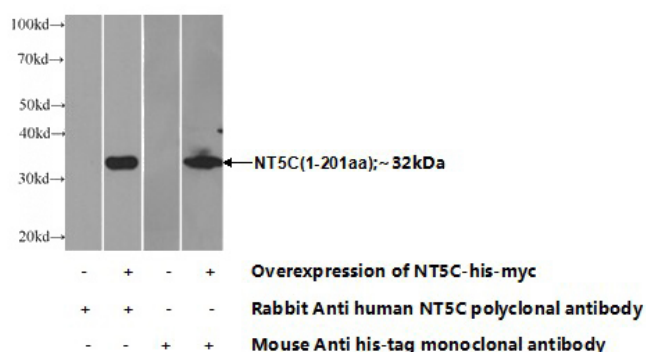 100kd→
70kd→
50kd→
40kd→
NT5C(1-201aa);~32kDa
30kd→
20kd→
- + - + Overexpression of NT5C-his-myc
+ + - - Rabbit Anti human NT5C polyclonal antibody
- - + + Mouse Anti his-tag monoclonal antibody